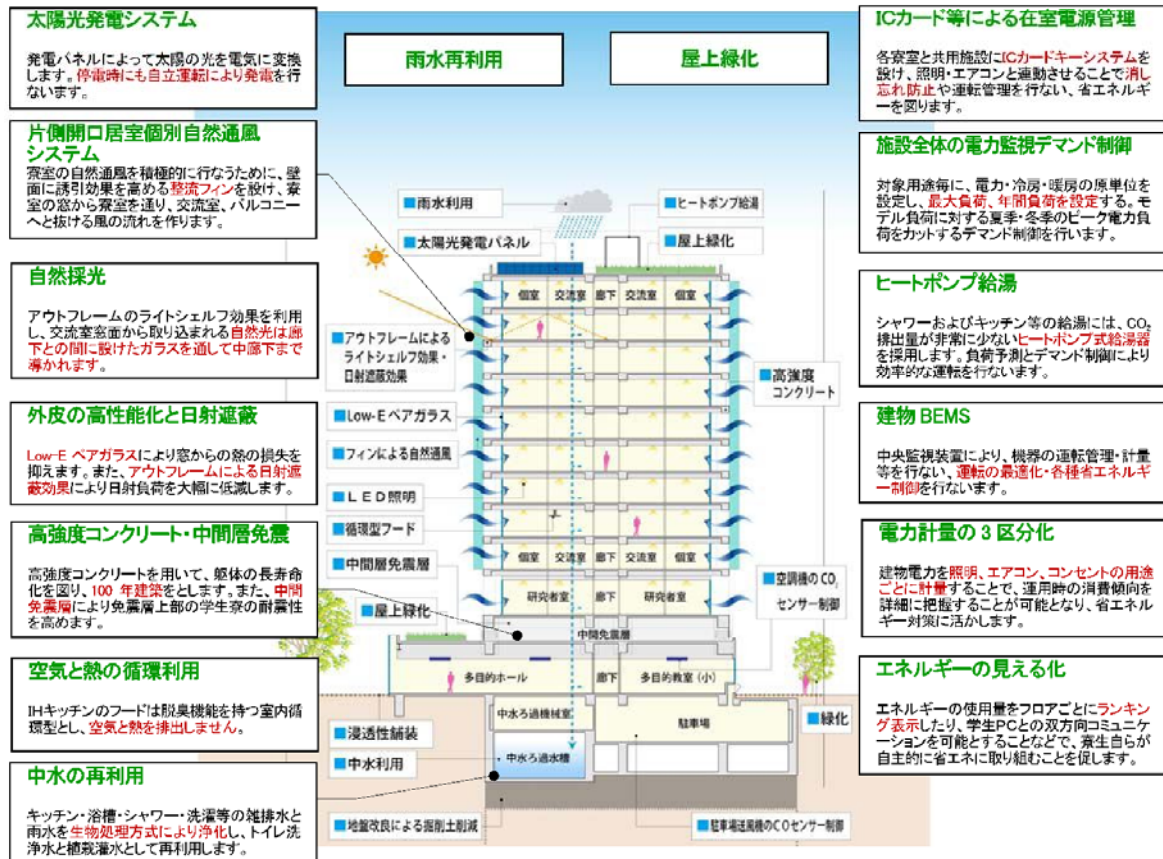 太陽光発電システム
発電パネルによって太陽の光を電気に変換
します。停電時にも自立運転により発電を行
ないます。
片側開口居室個別自然通風
システム
寮室の自然通風を積極的に行なうために、壁
面に誘引効果を高める整流フィンを設け、寮
室の窓から寮室を通り、交流室、バルコニー
へと抜ける風の流れを作ります。
自然採光
アウトフレームのライトシェルフ効果を利用
し、交流室窓面から取り込まれる自然光は廊
下との間に設けたガラスを通して中廊下まで
導かれます。
外皮の高性能化と日射遮蔽
Low-E ペアガラスにより窓からの熱の損失を
抑えます。また、アウトフレームによる日射遮
蔽効果により日射負荷を大幅に低減します。
高強度コンクリート・中間層免震
高強度コンクリートを用いて、躯体の長寿命
化を図り、100 年建築をとします。また、中間
免震層により免震層上部の学生寮の耐震性
を高めます。
空気と熱の循環利用
IHキッチンのフードは脱臭機能を持つ室内循
環型とし、空気と熱を排出しません。
中水の再利用
キッチン・浴槽・シャワー・洗濯等の雑排水と
雨水を生物処理方式により浄化し、トイレ洗
浄水と植栽灌水として再利用します。
雨水再利用
屋上緑化
雨水利用
ヒートポンプ給湯
太陽光発電パネル
屋上緑化
個室 交流室 廊下 交流室 個室
アウトフレームによる
ライトシェルフ効果・
日射遮蔽効果
高強度
コンクリート
Low-E ペアガラス
フィンによる自然通風
LED照明
循環型フード
中間層免震層
個室 交流室 廊下 交流室 個室
空調機のCO₂
センサー制御
研究者室 廊下 研究者室
屋上緑化
中間免震層
多目的ホール 廊下 多目的教室(小)
中水ろ過機械室
駐車場
緑化
浸透性舗装
中水利用
中水ろ過水槽
地盤改良による掘削土削減
駐車場送風機のCOセンサー制御
ICカード等による在室電源管理
各寮室と共用施設にICカードキーシステムを
設け、照明・エアコンと連動させることで消し
忘れ防止や運転管理を行ない、省エネルギ
ーを図ります。
施設全体の電力監視デマンド制御
対象用途毎に、電力・冷房・暖房の原単位を
設定し、最大負荷、年間負荷を設定する。モ
デル負荷に対する夏季・冬季のピーク電力負
荷をカットするデマンド制御を行います。
ヒートポンプ給湯
シャワーおよびキッチン等の給湯には、CO₂
排出量が非常に少ないヒートポンプ式給湯器
を採用します。負荷予測とデマンド制御により
効率的な運転を行ないます。
建物 BEMS
中央監視装置により、機器の運転管理・計量
等を行ない、運転の最適化・各種省エネルギ
ー制御を行ないます。
電力計量の 3 区分化
建物電力を照明、エアコン、コンセントの用途
ごとに計量することで、運用時の消費傾向を
詳細に把握することが可能となり、省エネル
ギー対策に活かします。
エネルギーの見える化
エネルギーの使用量をフロアごとにランキン
グ表示したり、学生PCとの双方向コミュニケ
ーションを可能とすることなどで、寮生自らが
自主的に省エネに取り組むことを促します。